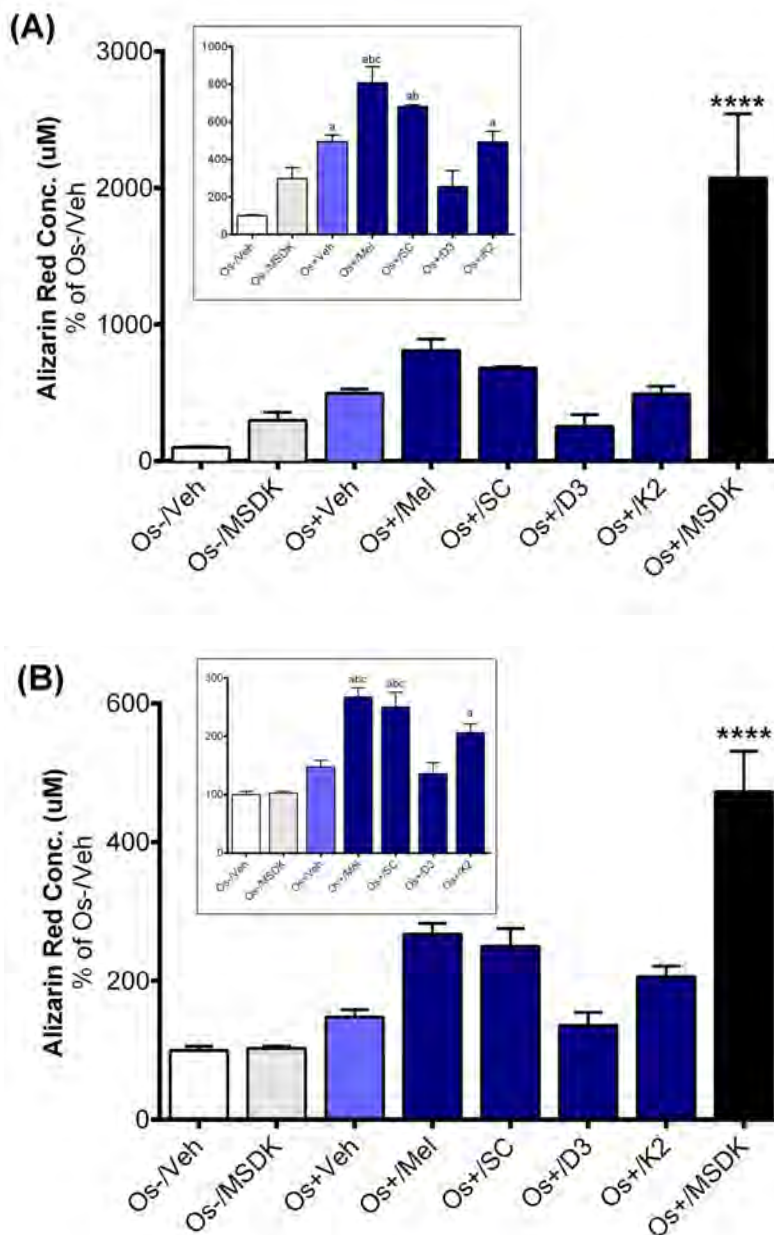 (A)
Alizarin Red Conc. (uM)
% of Os-/Veh
3000
2000
1000
0
1000
800
600
400
200
0
a
abc
ab
a
Os-/Veh
Os-/MSDK
Os+Veh
Os+/Mel
Os+/SC
Os+/D3
Os+/K2
****
Os-/Veh
Os-/MSDK
Os+Veh
Os+/Mel
Os+/SC
Os+/D3
Os+/K2
Os+/MSDK
(B)
Alizarin Red Conc. (uM)
% of Os-/Veh
600
400
200
0
300
200
100
0
abc
abc
a
Os-/Veh
Os-/MSDK
Os+/Veh
Os+/Mel
Os+/SC
Os+/D3
Os+/K2
****
Os-/Veh
Os-/MSDK
Os+Veh
Os+/Mel
Os+/SC
Os+/D3
Os+/K2
Os+/MSDK